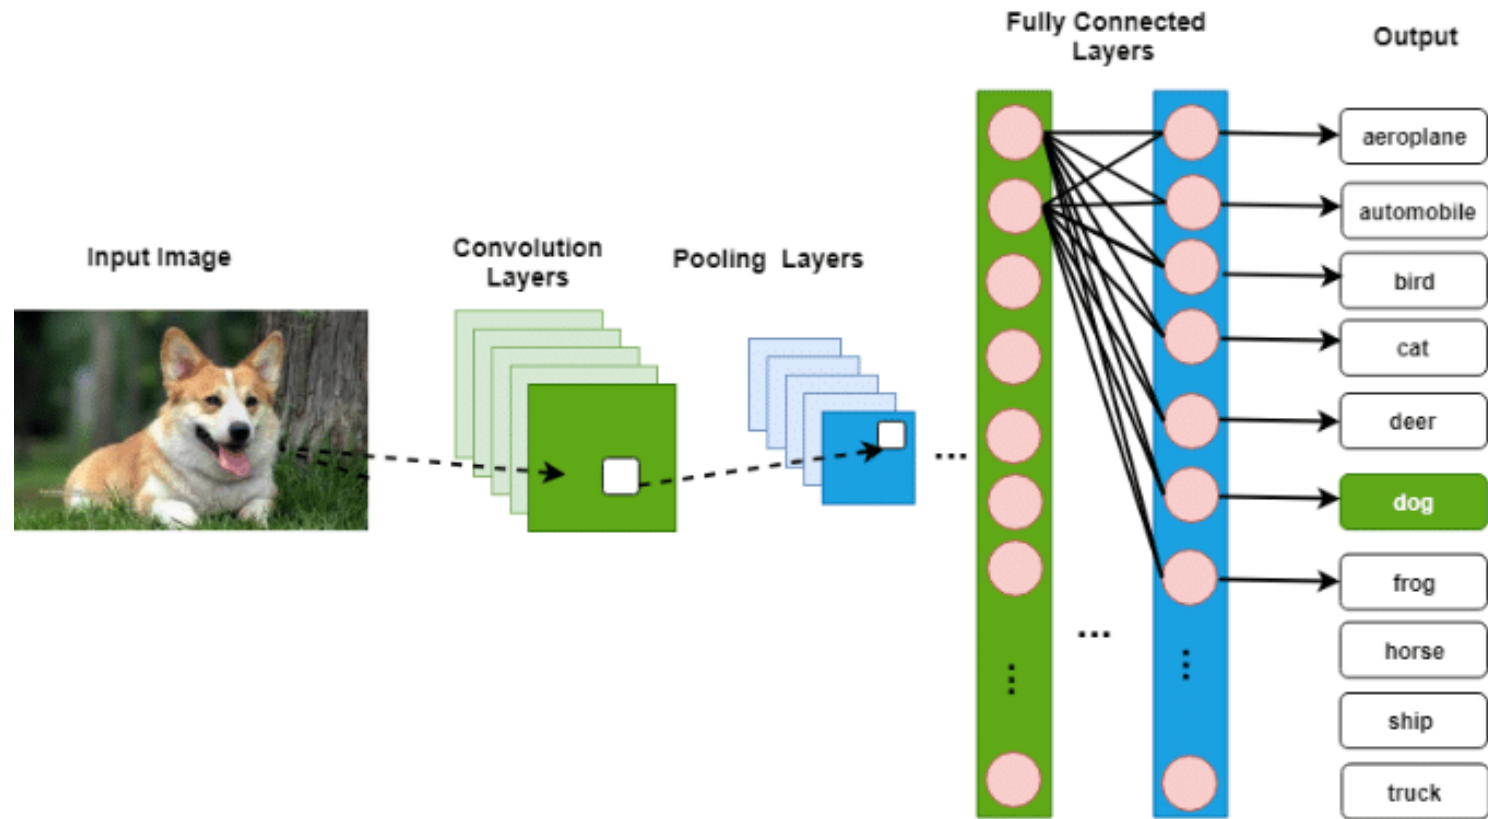 Fully Connected
Layers
Output
Input Image
Convolution
Layers
Pooling Layers
aeroplane
automobile
bird
cat
deer
dog
frog
horse
ship
truck
...
...
...
...